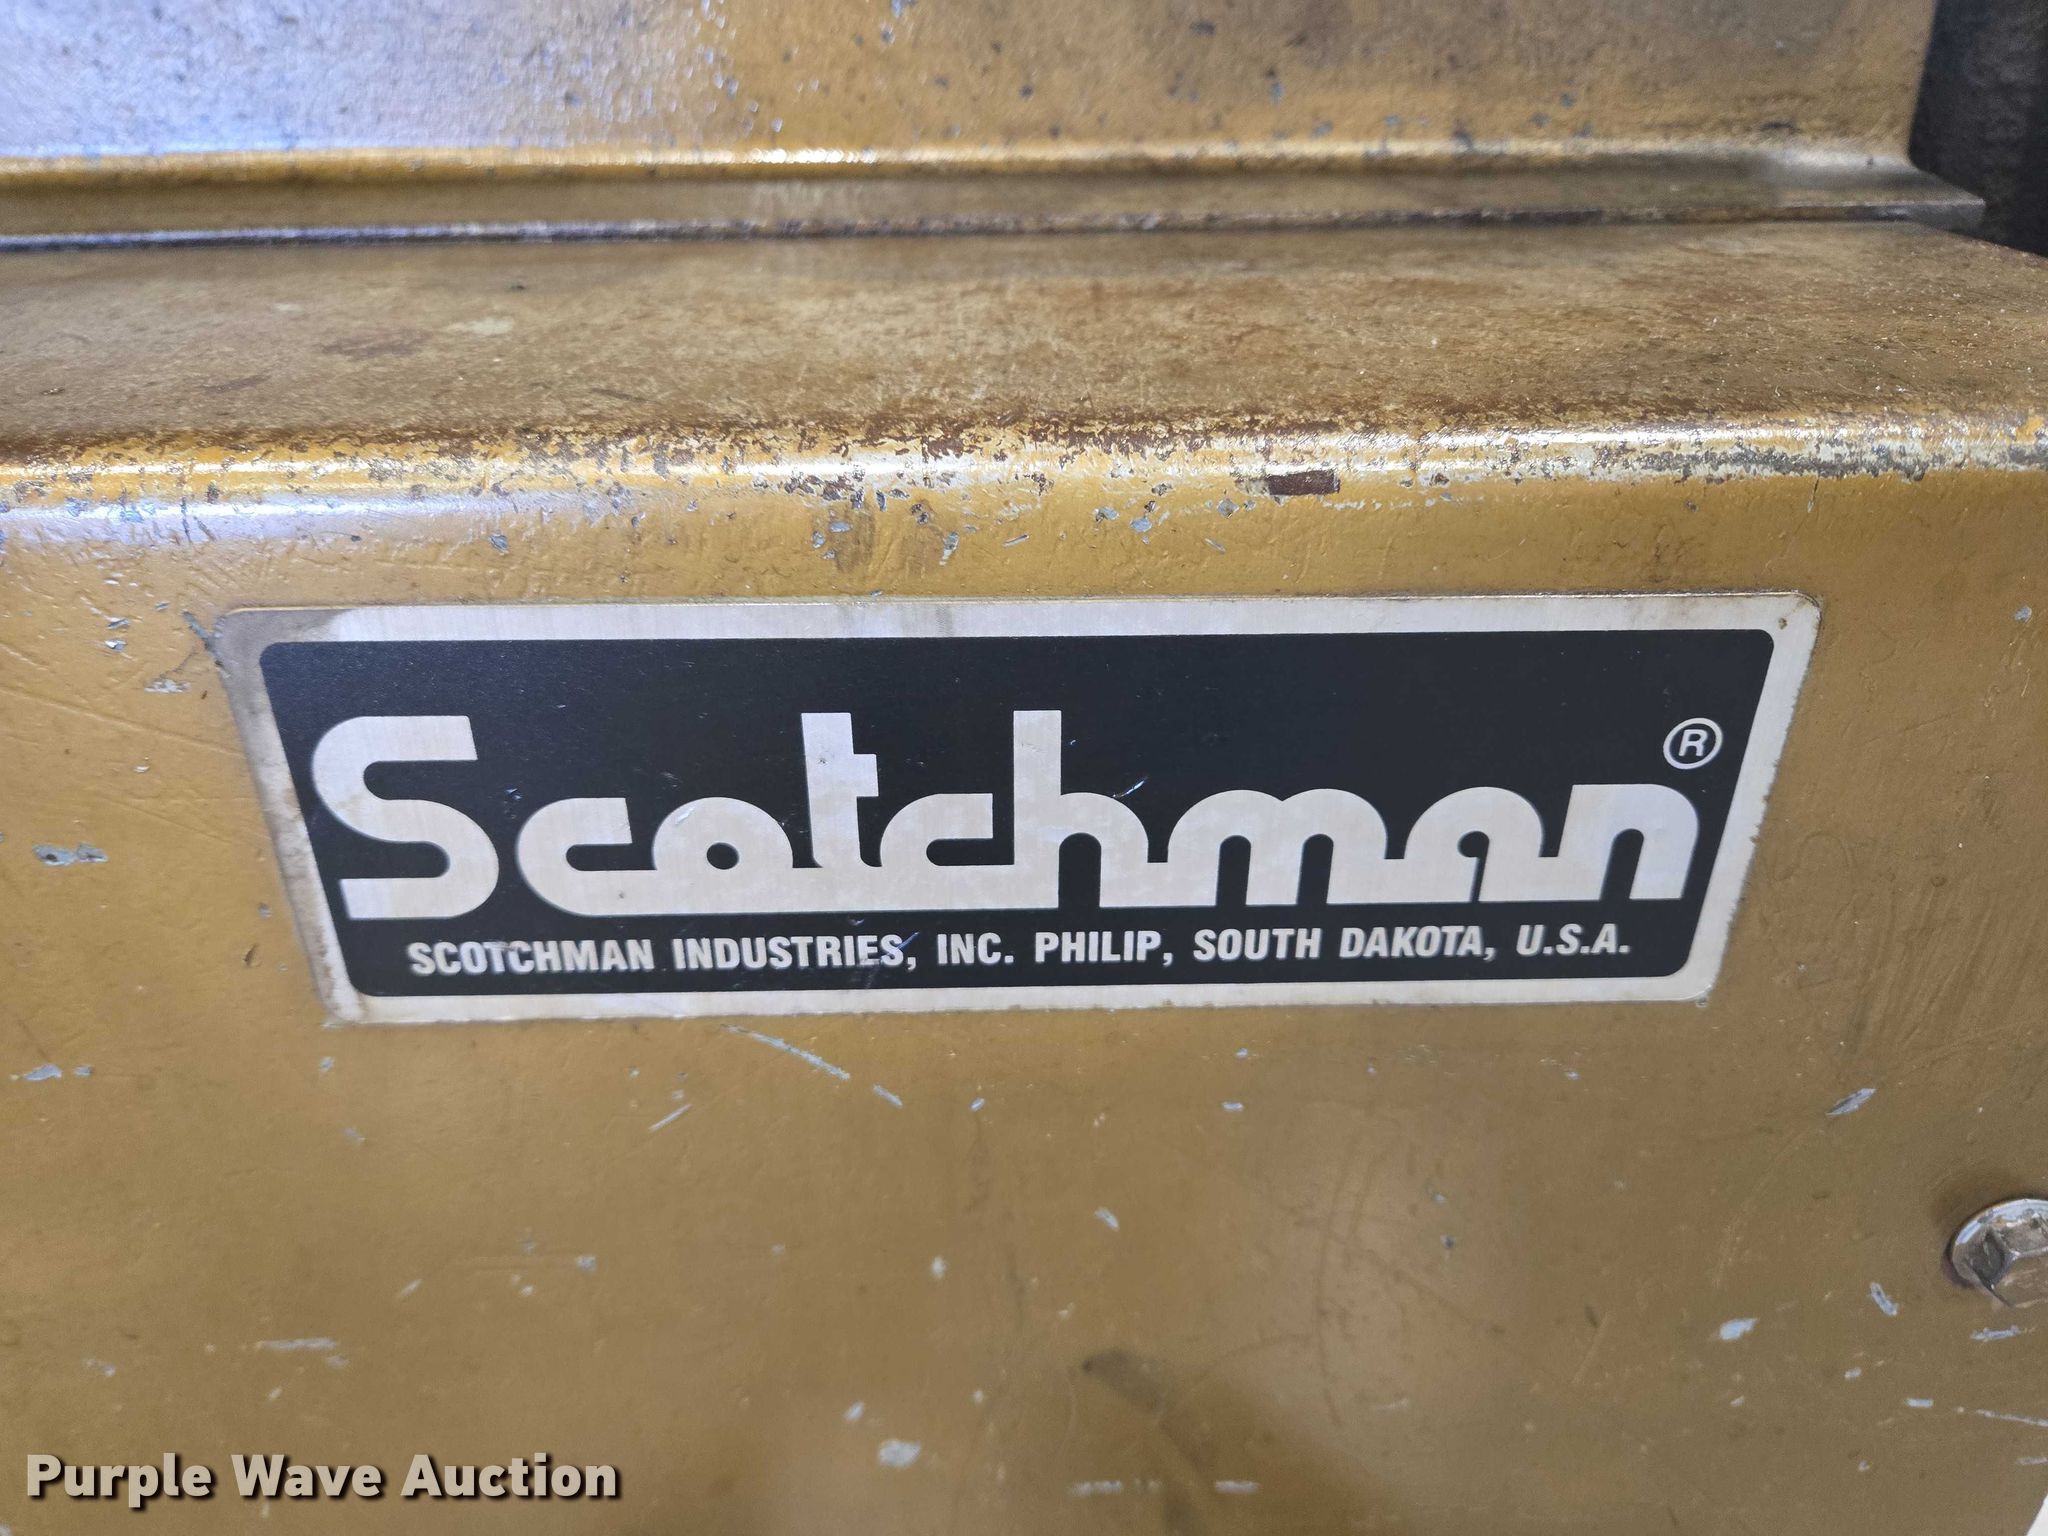 Scotchman ®
SCOTCHMAN INDUSTRIES, INC. PHILIP, SOUTH DAKOTA, U.S.A.
Purple Wave Auction